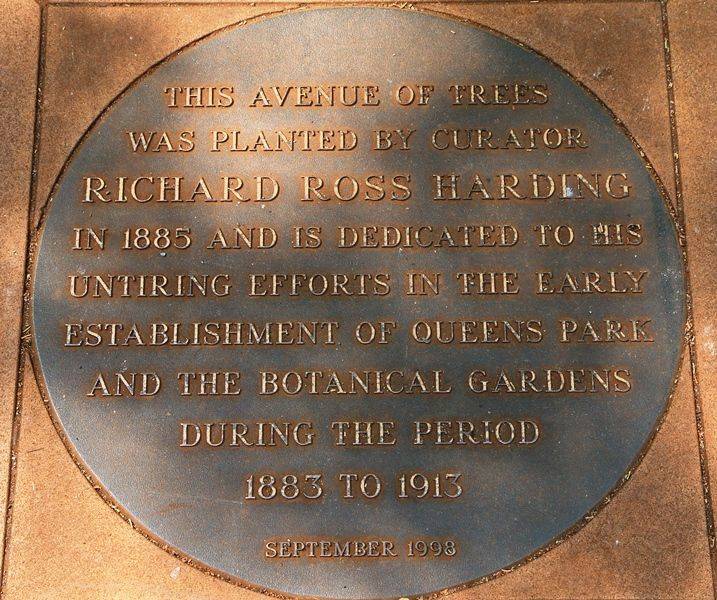 THIS AVENUE OF TREES
WAS PLANTED BY CURATOR
RICHARD ROSS HARDING
IN 1885 AND IS DEDICATED TO HIS
UNTIRING EFFORTS IN THE EARLY
ESTABLISHMENT OF QUEENS PARK
AND THE BOTANICAL GARDENS
DURING THE PERIOD
1883 TO 1913
SEPTEMBER 1998